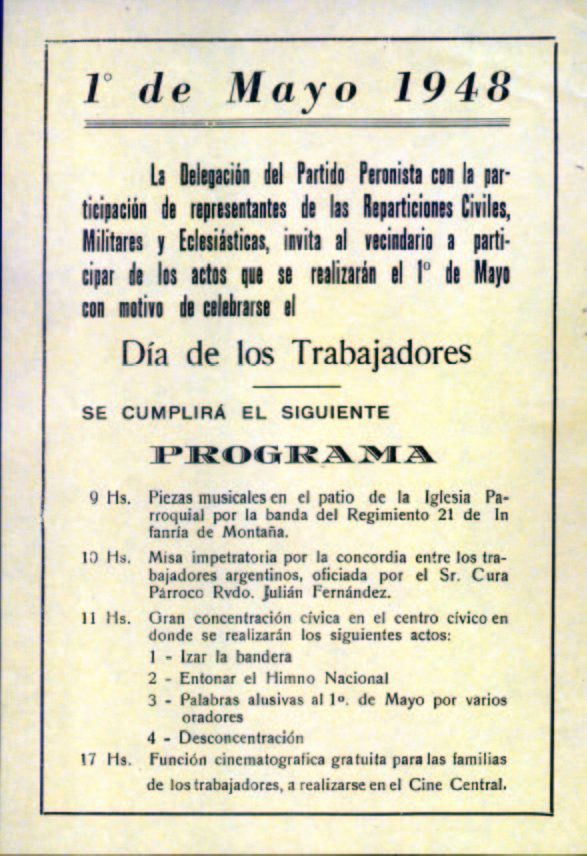 1° de Mayo 1948
La Delegación del Partido Peronista con la par-
ticipación de representantes de las Reparticiones Civiles,
Militares y Eclesiásticas, invita al vecindario a parti-
cipar de los actos que se realizarán el 1º de Mayo
con motivo de celebrarse el
Día de los Trabajadores
SE CUMPLIRÁ EL SIGUIENTE
PROGRAMA
9 Hs. Piezas musicales en el patio de la Iglesia Pa-
rroquial por la banda del Regimiento 21 de In
fanría de Montaña.
10 Hs. Misa impetratoria por la concordia entre los tra-
bajadores argentinos, oficiada por el Sr. Cura
Párroco Rvdo. Julián Fernández.
11 Hs. Gran concentración cívica en el centro cívico en
donde se realizarán los siguientes actos:
1 - Izar la bandera
2 - Entonar el Himno Nacional
3 - Palabras alusivas al 1º. de Mayo por varios
oradores
4 - Desconcentración
17 Hs. Función cinematografica gratuita para las familias
de los trabajadores, a realizarse en el Cine Central.